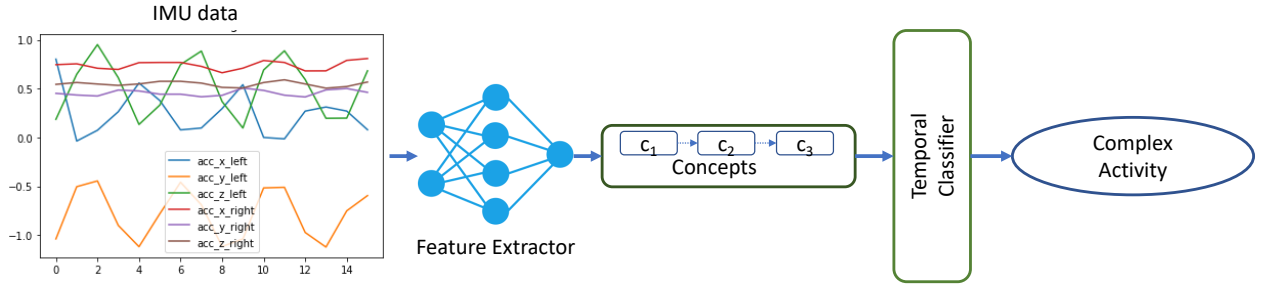 IMU data
1.0
0.5
0.0
−0.5
−1.0
acc_x_left
acc_y_left
acc_z_left
acc_x_right
acc_y_right
acc_z_right
0 2 4 6 8 10 12 14
Feature Extractor
c1 c2 c3
Concepts
Temporal
Classifier
Complex
Activity